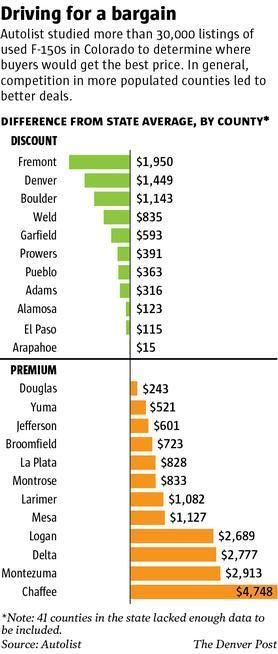 Driving for a bargain
Autolist studied more than 30,000 listings of
used F-150s in Colorado to determine where
buyers would get the best price. In general,
competition in more populated counties led to
better deals.
DIFFERENCE FROM STATE AVERAGE, BY COUNTY*
DISCOUNT
Fremont $1,950
Denver $1,449
Boulder $1,143
Weld $835
Garfield $593
Prowers $391
Pueblo $363
Adams $316
Alamosa $123
El Paso $115
Arapahoe $15
PREMIUM
Douglas $243
Yuma $521
Jefferson $601
Broomfield $723
La Plata $828
Montrose $833
Larimer $1,082
Mesa $1,127
Logan $2,689
Delta $2,777
Montezuma $2,913
Chaffee $4,748
*Note: 41 counties in the state lacked enough data to
be included.
Source: Autolist The Denver Post